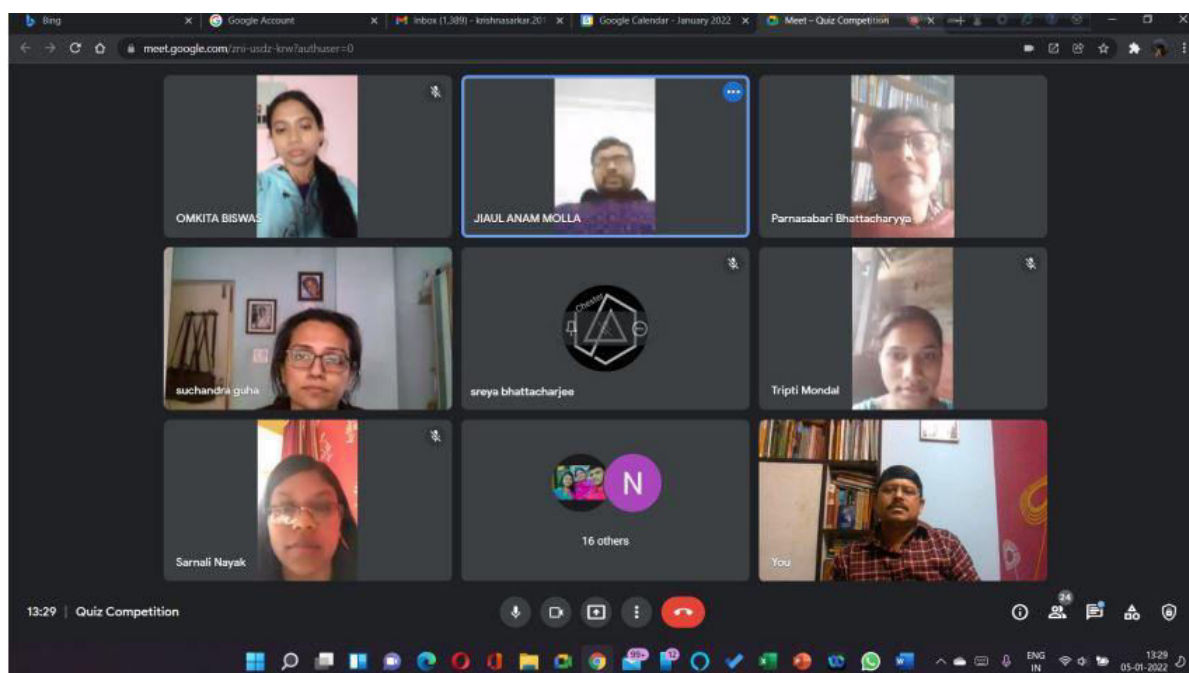 Bing
Google Account
Inbox (1,389) - krishnasarkar.201
Google Calendar - January 2022
Meet – Quiz Competition
meet.google.com/zni-usdz-krw?authuser=0
OMKITA BISWAS
JIAUL ANAM MOLLA
Parnasabari Bhattacharyya
suchandra guha
Chester
sreya bhattacharjee
Tripti Mondal
Sarnali Nayak
N
16 others
You
13:29 | Quiz Competition
24
99+
12
ENG
IN
13:29
05-01-2022